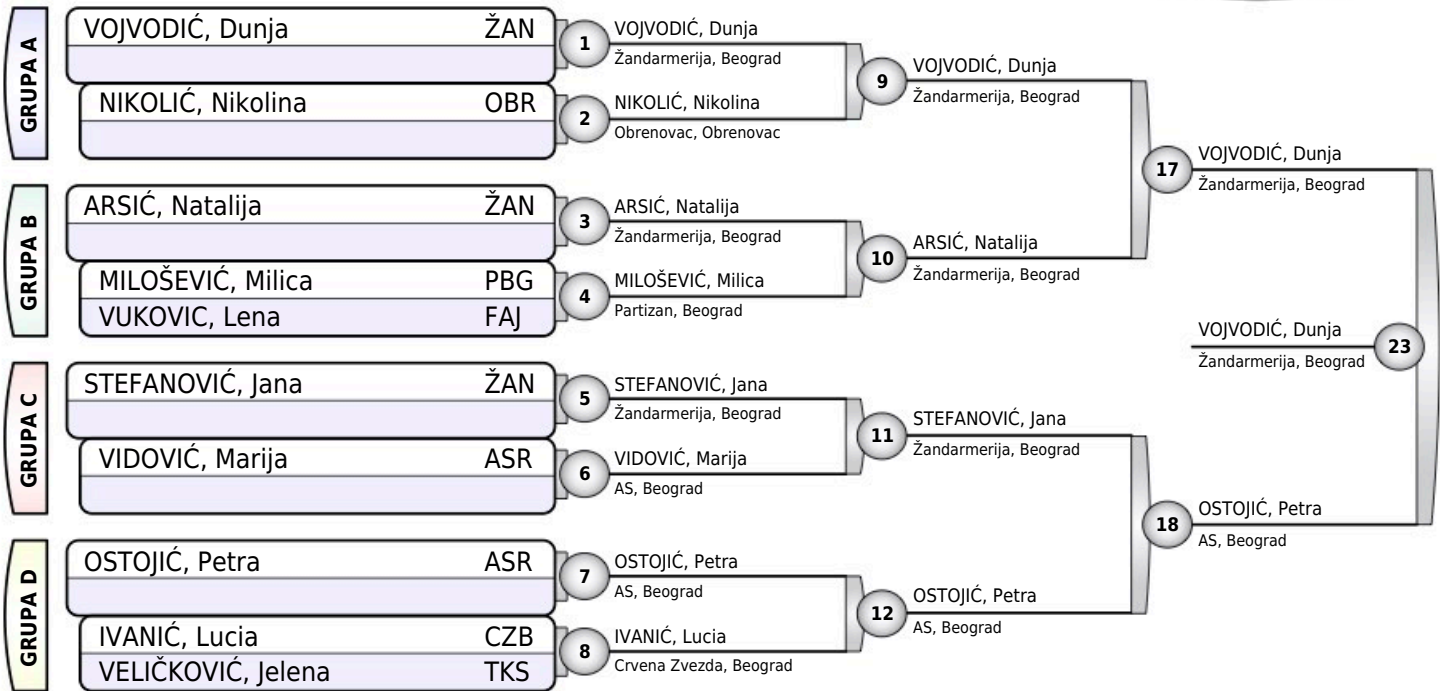 GRUPA A
VOJVODIĆ, Dunja ŽAN
NIKOLIĆ, Nikolina OBR
1
VOJVODIĆ, Dunja
Žandarmerija, Beograd
2
NIKOLIĆ, Nikolina
Obrenovac, Obrenovac
9
VOJVODIĆ, Dunja
Žandarmerija, Beograd
GRUPA B
ARSIĆ, Natalija ŽAN
MILOŠEVIĆ, Milica PBG
VUKOVIC, Lena FAJ
3
ARSIĆ, Natalija
Žandarmerija, Beograd
4
MILOŠEVIĆ, Milica
Partizan, Beograd
10
ARSIĆ, Natalija
Žandarmerija, Beograd
17
VOJVODIĆ, Dunja
Žandarmerija, Beograd
GRUPA C
STEFANOVIĆ, Jana ŽAN
VIDOVIĆ, Marija ASR
5
STEFANOVIĆ, Jana
Žandarmerija, Beograd
6
VIDOVIĆ, Marija
AS, Beograd
11
STEFANOVIĆ, Jana
Žandarmerija, Beograd
GRUPA D
OSTOJIĆ, Petra ASR
IVANIĆ, Lucia CZB
VELIČKOVIĆ, Jelena TKS
7
OSTOJIĆ, Petra
AS, Beograd
8
IVANIĆ, Lucia
Crvena Zvezda, Beograd
12
OSTOJIĆ, Petra
AS, Beograd
18
OSTOJIĆ, Petra
AS, Beograd
VOJVODIĆ, Dunja
Žandarmerija, Beograd
23